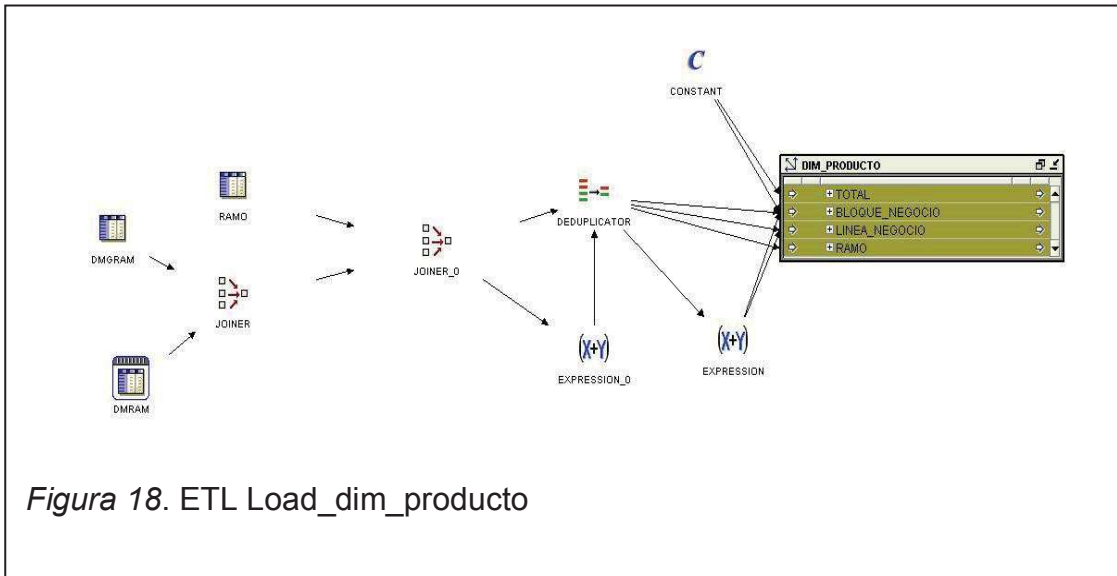 C
CONSTANT
DIM_PRODUCTO
+ TOTAL
+ BLOQUE_NEGOCIO
+ LINEA_NEGOCIO
+ RAMO
RAMO
DEDUPLICATOR
DMGRAM
JOINER_0
JOINER
(X+Y)
EXPRESSION_0
(X+Y)
EXPRESSION
DMRAM
Figura 18. ETL Load_dim_producto